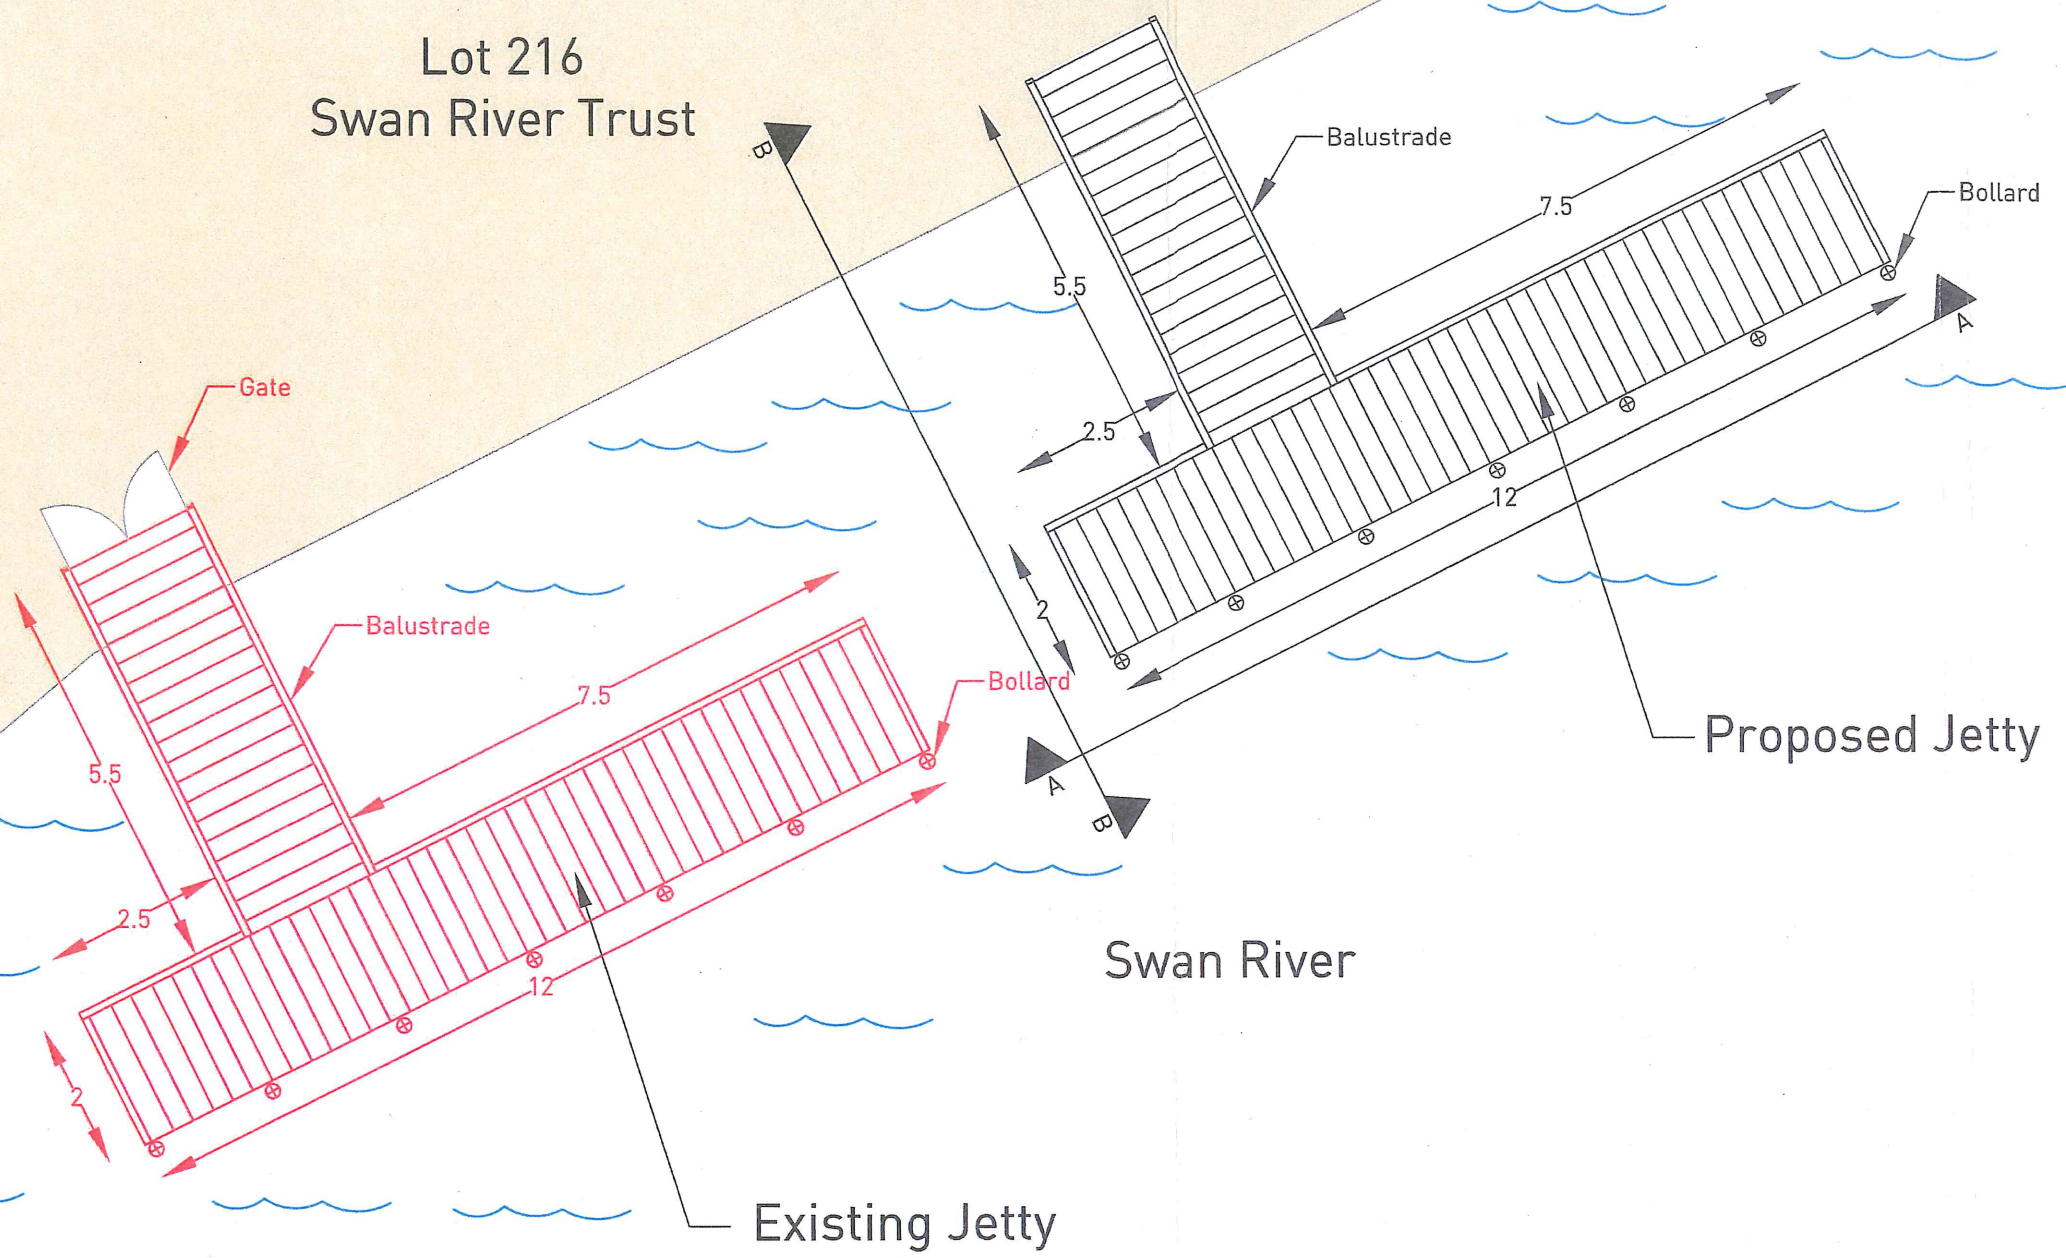 Lot 216
Swan River Trust
B
Balustrade
7.5
Bollard
5.5
A
Gate
2.5
12
2
Balustrade
7.5
Bollard
Proposed Jetty
5.5
A
B
2.5
Swan River
12
2
Existing Jetty